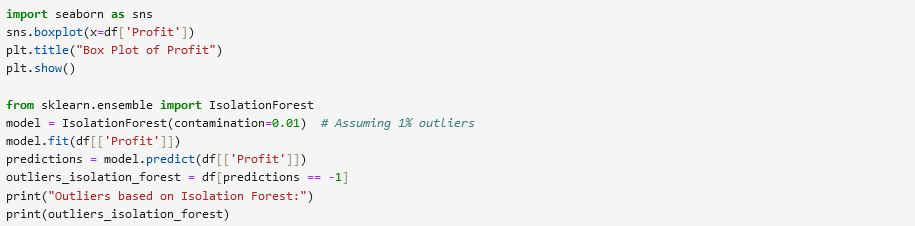 import seaborn as sns
sns.boxplot(x=df['Profit'])
plt.title("Box Plot of Profit")
plt.show()
from sklearn.ensemble import IsolationForest
model = IsolationForest(contamination=0.01)  # Assuming 1% outliers
model.fit(df[['Profit']])
predictions = model.predict(df[['Profit']])
outliers_isolation_forest = df[predictions == -1]
print("Outliers based on Isolation Forest:")
print(outliers_isolation_forest)